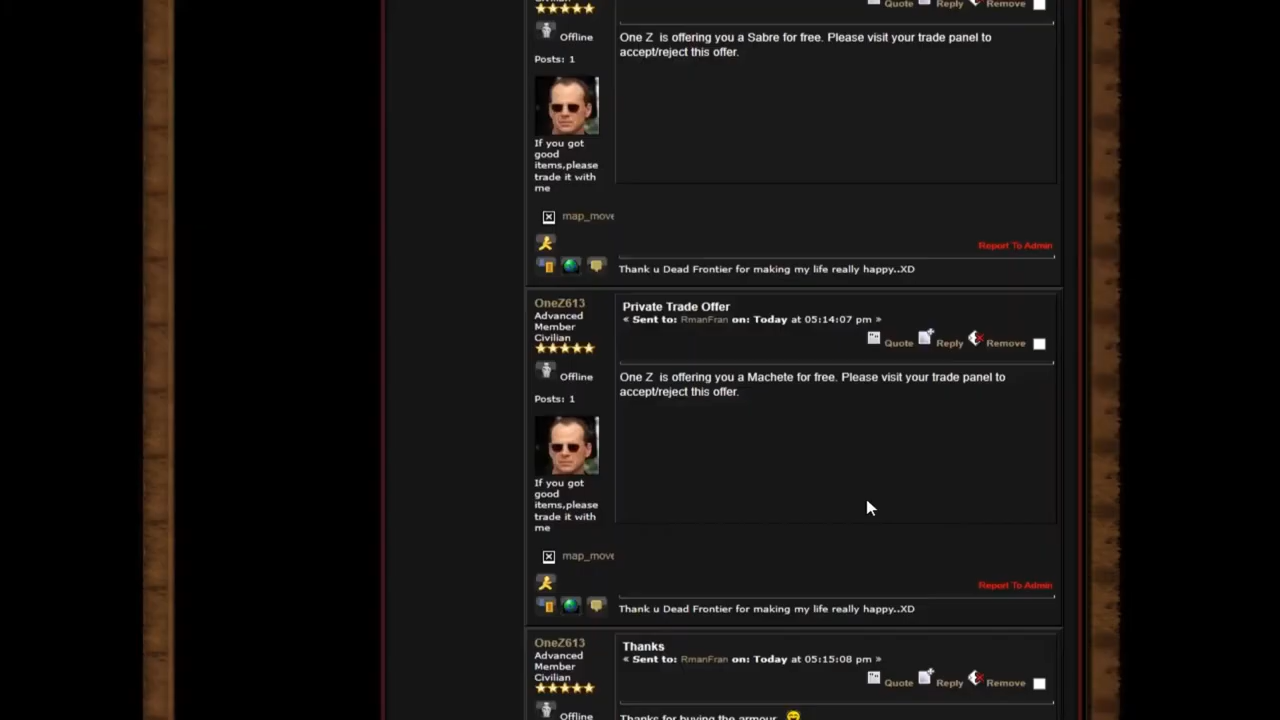 Quote Reply Remove
Offline
Posts: 1
One Z  is offering you a Sabre for free. Please visit your trade panel to
accept/reject this offer.
If you got
good
items,please
trade it with
me
map_move
Report To Admin
Thank u Dead Frontier for making my life really happy..XD
OneZ613
Advanced
Member
Civilian
Offline
Posts: 1
Private Trade Offer
« Sent to: RmanFran on: Today at 05:14:07 pm »
Quote Reply Remove
One Z  is offering you a Machete for free. Please visit your trade panel to
accept/reject this offer.
If you got
good
items,please
trade it with
me
map_move
Report To Admin
Thank u Dead Frontier for making my life really happy..XD
OneZ613
Advanced
Member
Civilian
Offline
Thanks
« Sent to: RmanFran on: Today at 05:15:08 pm »
Quote Reply Remove
Thanks for buying the armour